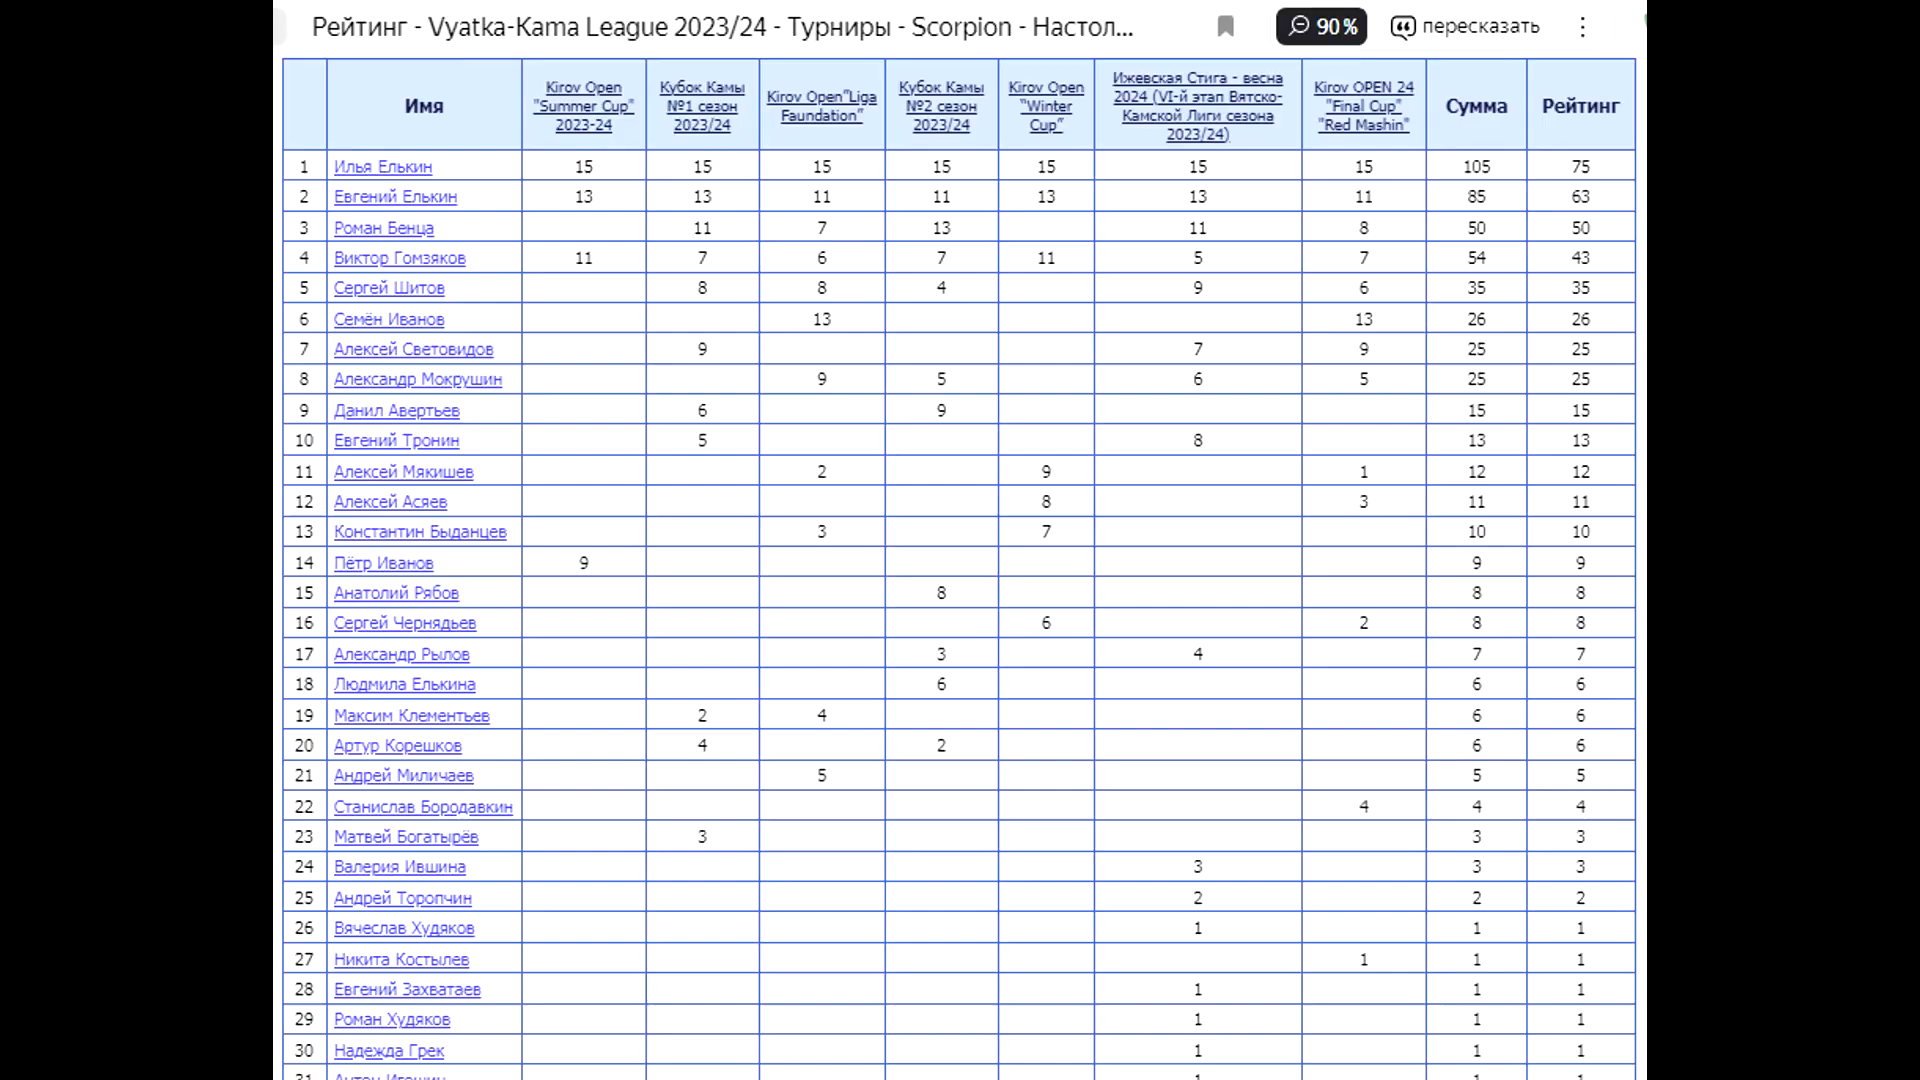 Рейтинг - Vyatka-Kama League 2023/24 - Турниры - Scorpion - Настол...
90%
пересказать
Имя
Kirov Open
"Summer Cup"
2023-24
Кубок Камы
№1 сезон
2023/24
Kirov Open"Liga
Faundation"
Кубок Камы
№2 сезон
2023/24
Kirov Open
"Winter
Cup"
Ижевская Стига - весна
2024 (VI-й этап Вятско-
Камской Лиги сезона
2023/24)
Kirov OPEN 24
"Final Cup"
"Red Mashin"
Сумма
Рейтинг
1 Илья Елькин 15 15 15 15 15 15 15 105 75
2 Евгений Елькин 13 13 11 11 13 13 11 85 63
3 Роман Бенца 11 7 13 11 8 50 50
4 Виктор Гомзяков 11 7 6 7 11 5 7 54 43
5 Сергей Шитов 8 8 4 9 6 35 35
6 Семён Иванов 13 13 26 26
7 Алексей Световидов 9 7 9 25 25
8 Александр Мокрушин 9 5 6 5 25 25
9 Данил Авертьев 6 9 15 15
10 Евгений Тронин 5 8 13 13
11 Алексей Мякишев 2 9 1 12 12
12 Алексей Асяев 8 3 11 11
13 Константин Быданцев 3 7 10 10
14 Пётр Иванов 9 9 9
15 Анатолий Рябов 8 8 8
16 Сергей Чернядьев 6 2 8 8
17 Александр Рылов 3 4 7 7
18 Людмила Елькина 6 6 6
19 Максим Клементьев 2 4 6 6
20 Артур Корешков 4 2 6 6
21 Андрей Миличаев 5 5 5
22 Станислав Бородавкин 4 4 4
23 Матвей Богатырёв 3 3 3
24 Валерия Ившина 3 3 3
25 Андрей Торопчин 2 2 2
26 Вячеслав Худяков 1 1 1
27 Никита Костылев 1 1 1
28 Евгений Захватаев 1 1 1
29 Роман Худяков 1 1 1
30 Надежда Грек 1 1 1